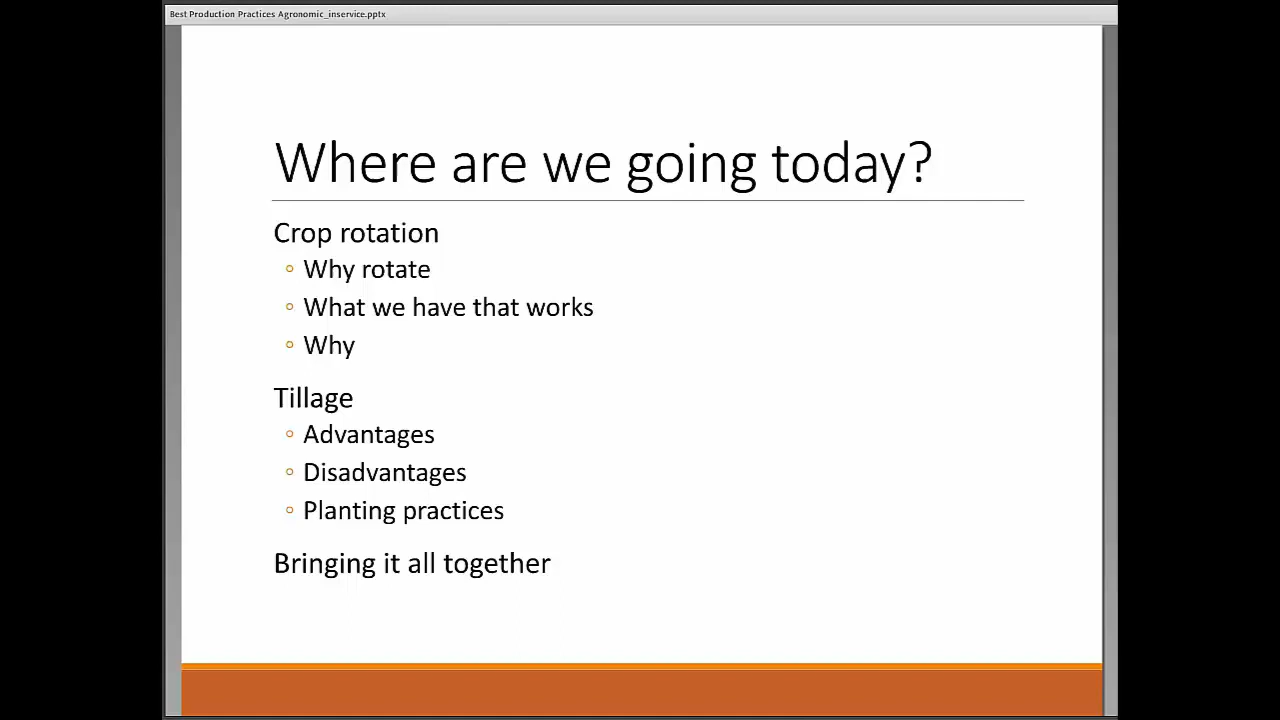 Best Production Practices Agronomic_inservice.pptx
Where are we going today?
Crop rotation
Why rotate
What we have that works
Why
Tillage
Advantages
Disadvantages
Planting practices
Bringing it all together